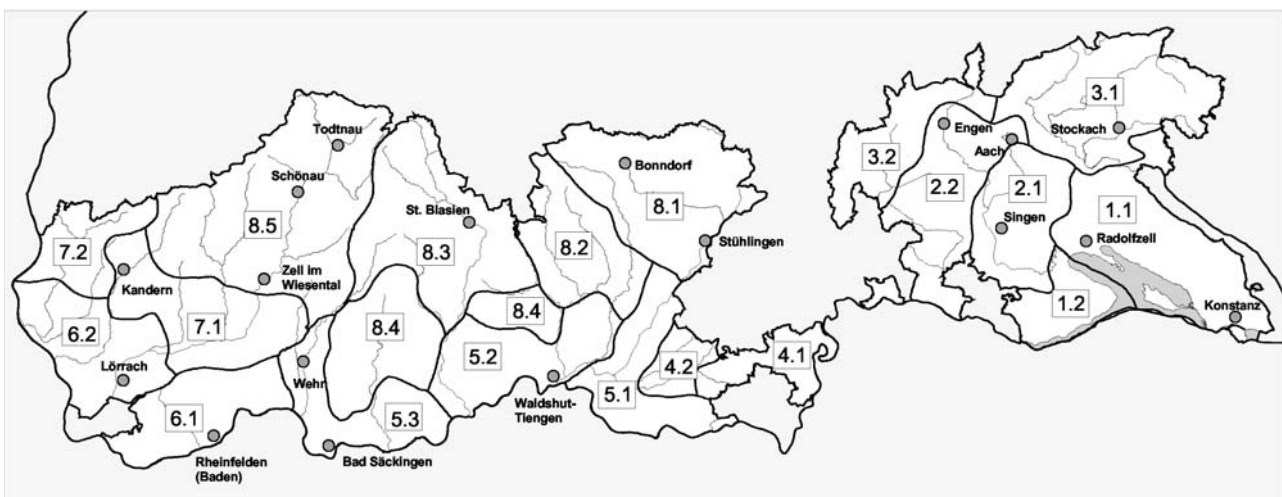 Todtnau
Schönau
8.5
7.2
Kandern
Zell im
Wiesental
6.2
7.1
Lörrach
6.1
Rheinfelden
(Baden)
Wehr
Bad Säckingen
St. Blasien
8.3
8.4
5.3
5.2
8.4
8.2
Bonndorf
8.1
Stühlingen
Waldshut-
Tiengen
5.1
4.2
4.1
3.2
Engen
Aach
2.2
2.1
Singen
3.1
Stockach
1.1
Radolfzell
1.2
Konstanz